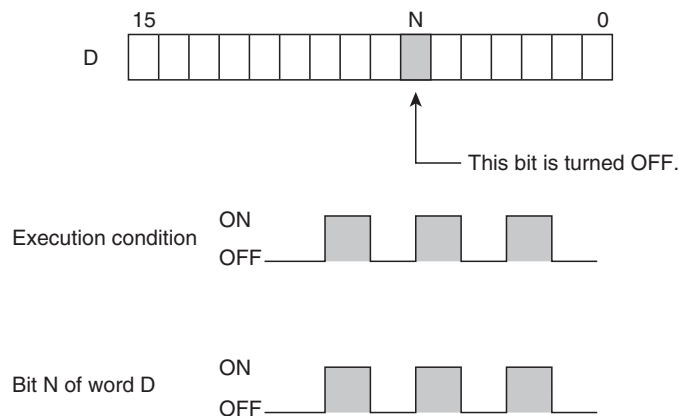 15 N 0
D
This bit is turned OFF.
ON
Execution condition
OFF
ON
Bit N of word D
OFF